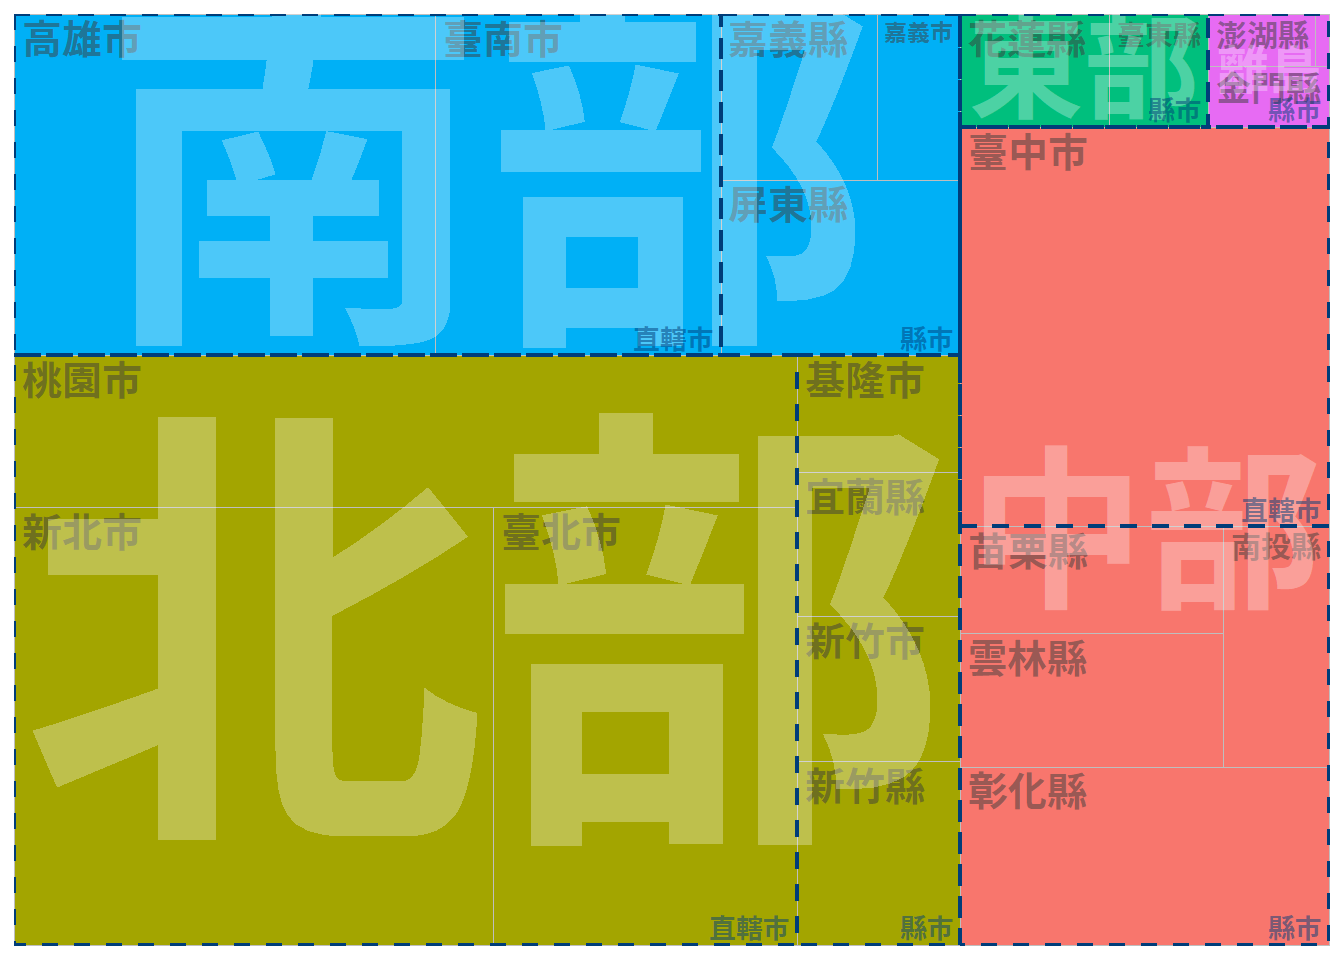 南部
高雄市
臺南市
直轄市
嘉義縣
嘉義市
屏東縣
縣市
東部
花蓮縣
臺東縣
縣市
離島
澎湖縣
金門縣
縣市
北部
桃園市
新北市
臺北市
直轄市
基隆市
宜蘭縣
新竹市
新竹縣
縣市
中部
臺中市
直轄市
苗栗縣
南投縣
雲林縣
彰化縣
縣市